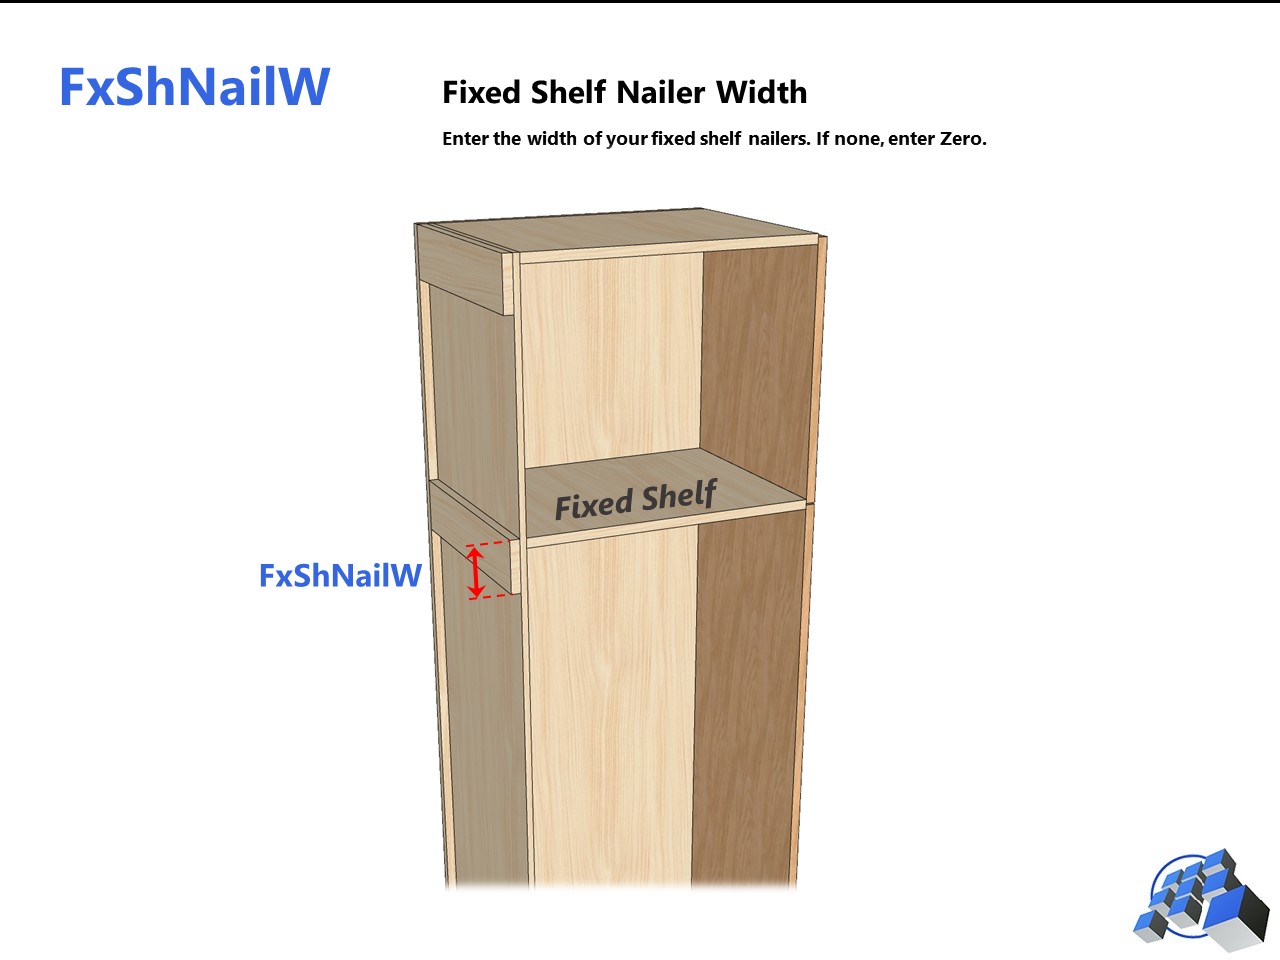 FxShNailW
Fixed Shelf Nailer Width
Enter the width of your fixed shelf nailers. If none, enter Zero.
Fixed Shelf
FxShNailW